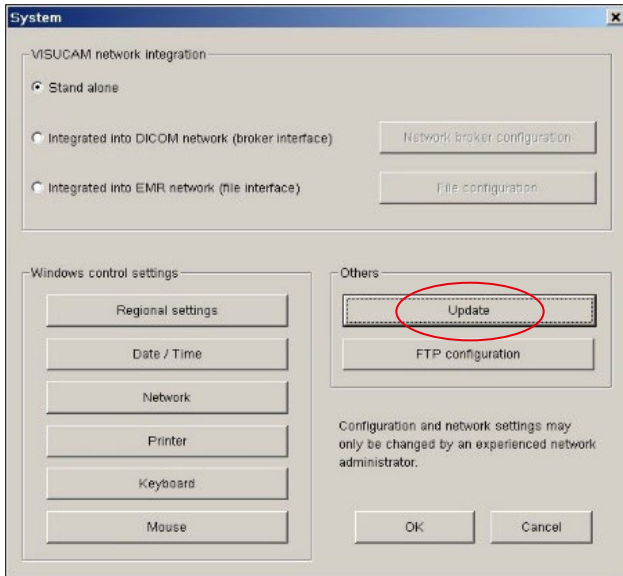 System
VISUCAM network integration
Stand alone
Integrated into DICOM network (broker interface)
Network broker configuration
Integrated into EMR network (file interface)
File configuration
Windows control settings
Regional settings
Date / Time
Network
Printer
Keyboard
Mouse
Others
Update
FTP configuration
Configuration and network settings may
only be changed by an experienced network
administrator.
OK
Cancel